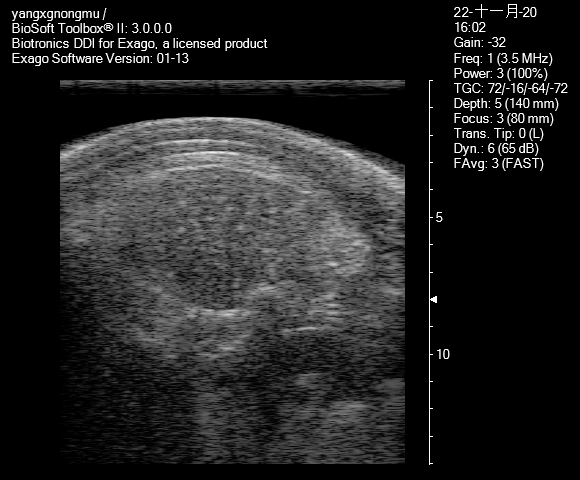 yangxgnongmu /
BioSoft Toolbox® II: 3.0.0.0
Biotronics DDI for Exago, a licensed product
Exago Software Version: 01-13
22-十一月-20
16:02
Gain: -32
Freq: 1 (3.5 MHz)
Power: 3 (100%)
TGC: 72/-16/-64/-72
Depth: 5 (140 mm)
Focus: 3 (80 mm)
Trans. Tip: 0 (L)
Dyn.: 6 (65 dB)
FAvg: 3 (FAST)
5
10